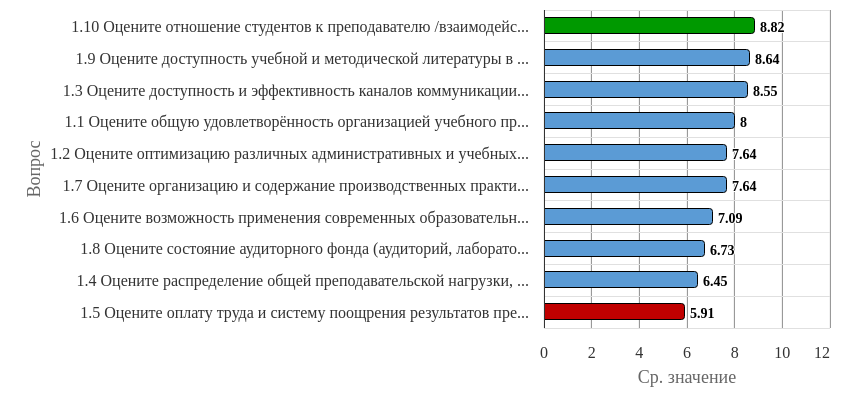 1.10 Оцените отношение студентов к преподавателю /взаимодейс... 8.82
1.9 Оцените доступность учебной и методической литературы в ... 8.64
1.3 Оцените доступность и эффективность каналов коммуникации... 8.55
1.1 Оцените общую удовлетворённость организацией учебного пр... 8
1.2 Оцените оптимизацию различных административных и учебных... 7.64
1.7 Оцените организацию и содержание производственных практи... 7.64
1.6 Оцените возможность применения современных образовательн... 7.09
1.8 Оцените состояние аудиторного фонда (аудиторий, лаборато... 6.73
1.4 Оцените распределение общей преподавательской нагрузки, ... 6.45
1.5 Оцените оплату труда и систему поощрения результатов пре... 5.91
Вопрос
0 2 4 6 8 10 12
Ср. значение